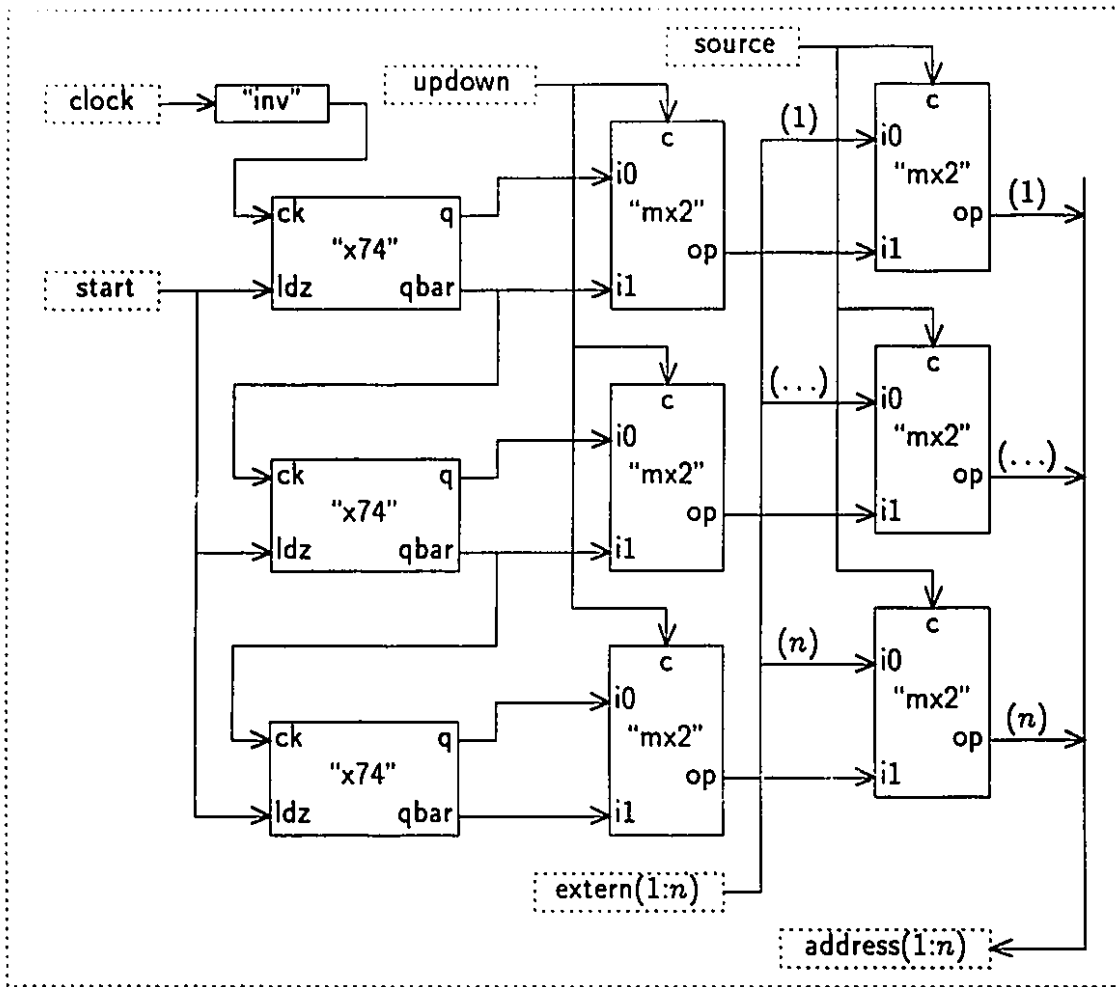 source
clock
"inv"
updown
c
c
(1)
i0
i0
ck
q
"mx2"
"mx2"
(1)
"x74"
op
op
i1
start
ldz
qbar
i1
c
c
(...)
i0
i0
ck
q
"mx2"
"mx2"
(...)
"x74"
op
op
i1
ldz
qbar
i1
c
c
(n)
i0
i0
ck
q
"mx2"
"mx2"
(n)
"x74"
op
op
i1
ldz
qbar
i1
extern(1:n)
address(1:n)